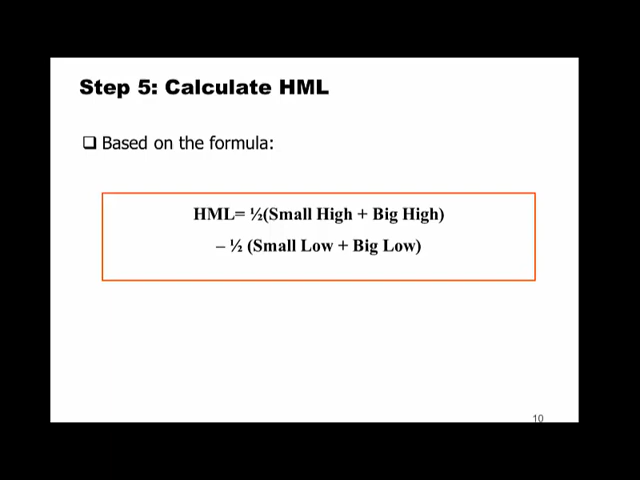 Step 5: Calculate HML
❑ Based on the formula:
HML= ½(Small High + Big High)
– ½ (Small Low + Big Low)
10